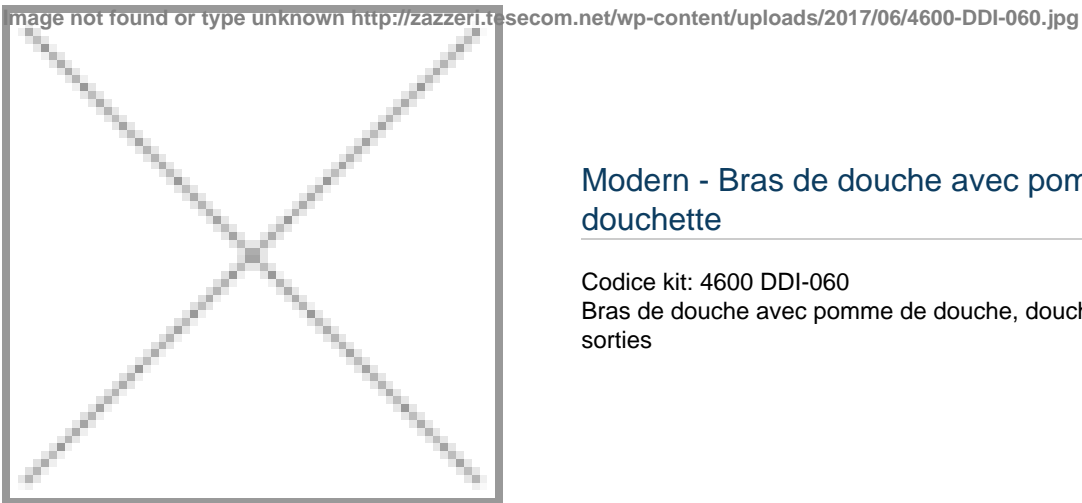 Image not found or type unknown http://zazzeri.tesecom.net/wp-content/uploads/2017/06/4600-DDI-060.jpg
Modern - Bras de douche avec
douchette
Codice kit: 4600 DDI-060
Bras de douche avec pomme de douche,
sorties